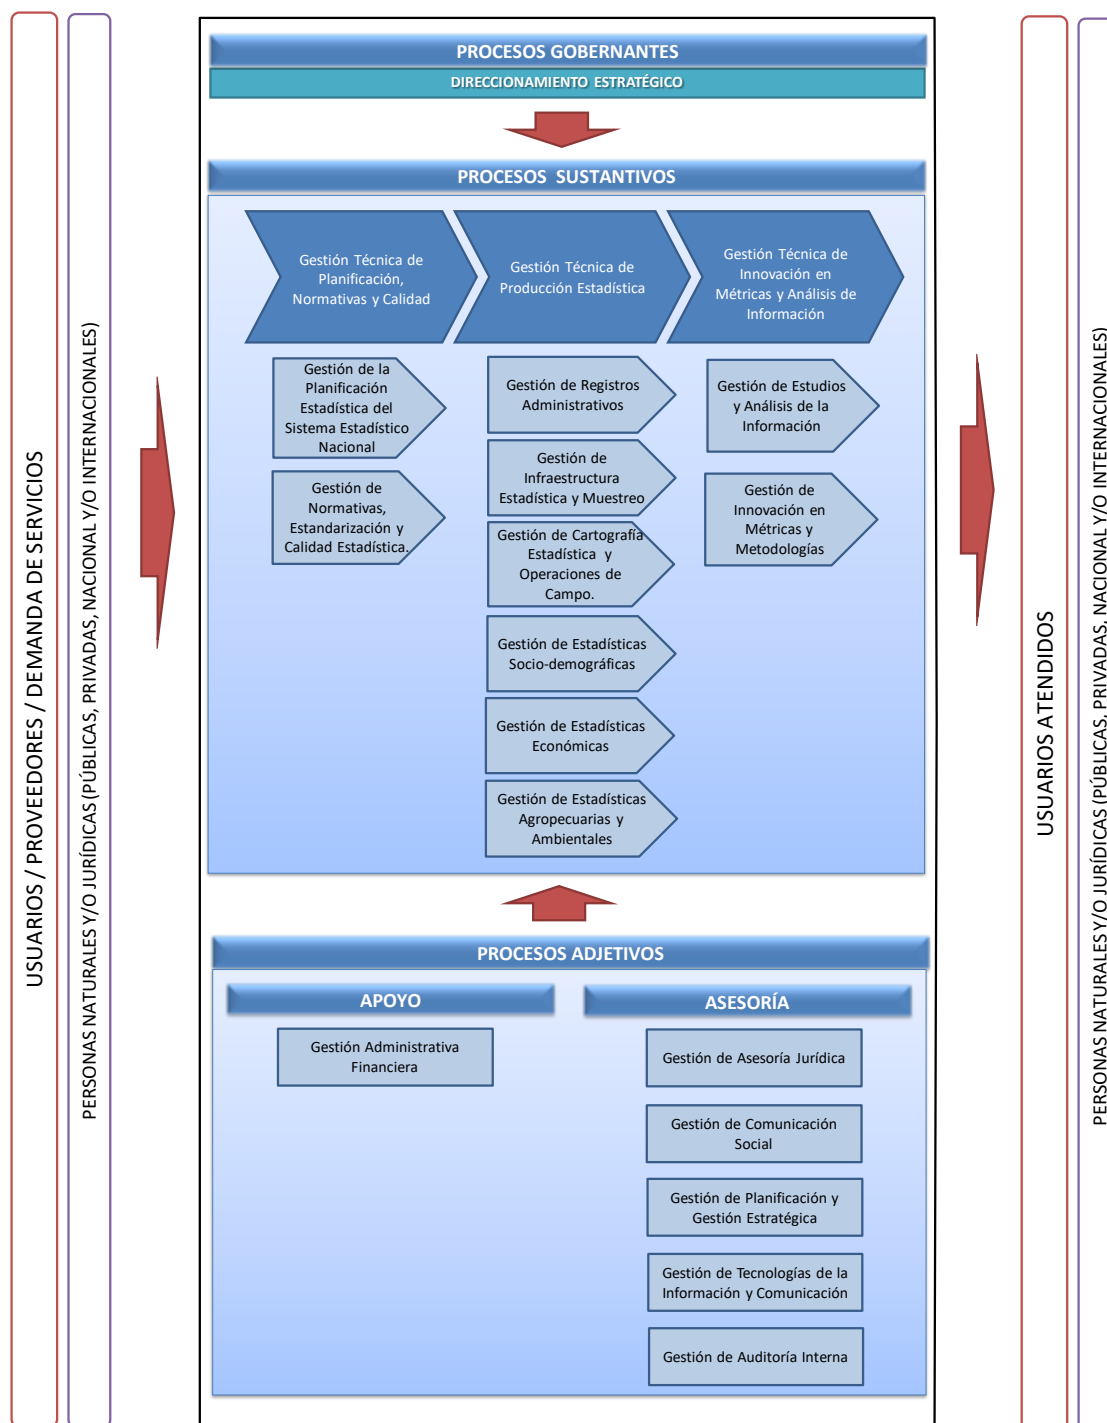 USUARIOS / PROVEEDORES / DEMANDA DE SERVICIOS
PERSONAS NATURALES Y/O JURÍDICAS (PÚBLICAS, PRIVADAS, NACIONAL Y/O INTERNACIONALES)
PROCESOS GOBERNANTES
DIRECCIONAMIENTO ESTRATÉGICO
PROCESOS SUSTANTIVOS
Gestión Técnica de
Planificación,
Normativas y Calidad
Gestión de la
Planificación
Estadística del
Sistema Estadístico
Nacional
Gestión de
Normativas,
Estandarización y
Calidad Estadística.
Gestión Técnica de
Producción Estadística
Gestión de Registros
Administrativos
Gestión de
Infraestructura
Estadística y Muestreo
Gestión de Cartografía
Estadística y
Operaciones de
Campo.
Gestión de Estadísticas
Socio-demográficas
Gestión de Estadísticas
Económicas
Gestión de Estadísticas
Agropecuarias y
Ambientales
Gestión Técnica de
Innovación en
Métricas y Análisis de
Información
Gestión de Estudios
y Análisis de la
Información
Gestión de
Innovación en
Métricas y
Metodologías
PROCESOS ADJETIVOS
APOYO
Gestión Administrativa
Financiera
ASESORÍA
Gestión de Asesoría Jurídica
Gestión de Comunicación
Social
Gestión de Planificación y
Gestión Estratégica
Gestión de Tecnologías de la
Información y Comunicación
Gestión de Auditoría Interna
USUARIOS ATENDIDOS
PERSONAS NATURALES Y/O JURÍDICAS (PÚBLICAS, PRIVADAS, NACIONAL Y/O INTERNACIONALES)